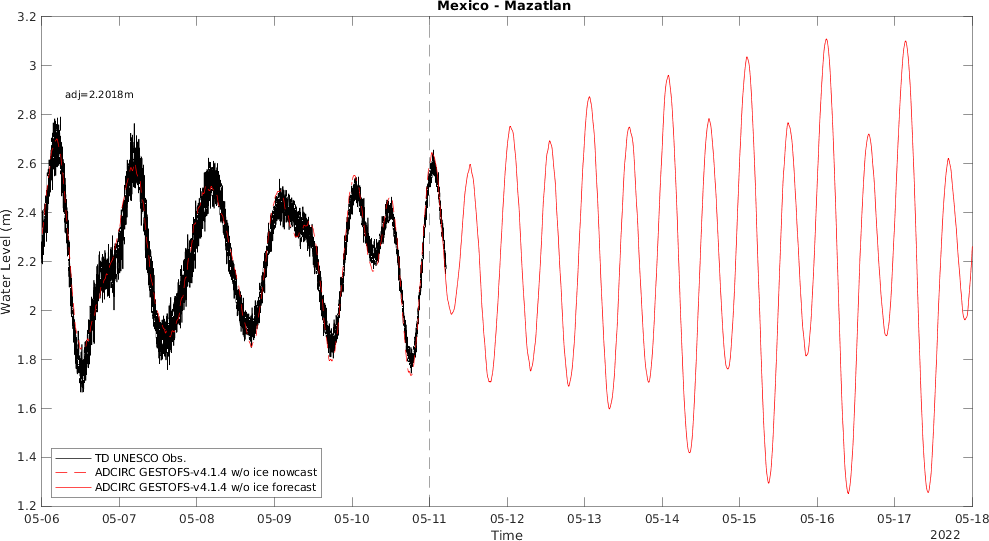 Mexico - Mazatlan
3.2
3
2.8
2.6
2.4
2.2
2
1.8
1.6
1.4
1.2
Water Level (m)
adj=2.2018m
TD UNESCO Obs.
ADCIRC GESTOFS-v4.1.4 w/o ice nowcast
ADCIRC GESTOFS-v4.1.4 w/o ice forecast
05-06 05-07 05-08 05-09 05-10 05-11 05-12 05-13 05-14 05-15 05-16 05-17 05-18
Time
2022